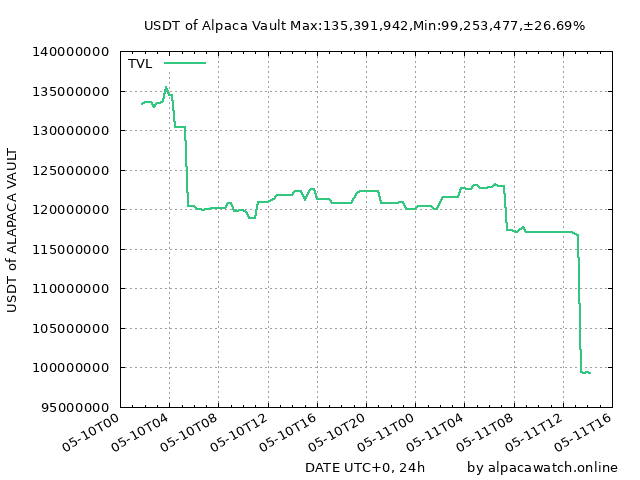 USDT of Alpaca Vault Max:135,391,942,Min:99,253,477,±26.69%
TVL
140000000
135000000
130000000
125000000
120000000
115000000
110000000
105000000
100000000
95000000
USDT of ALAPACA VAULT
05-10T00
05-10T04
05-10T08
05-10T12
05-10T16
05-10T20
05-11T00
05-11T04
05-11T08
05-11T12
05-11T16
DATE UTC+0, 24h
by alpacawatch.online